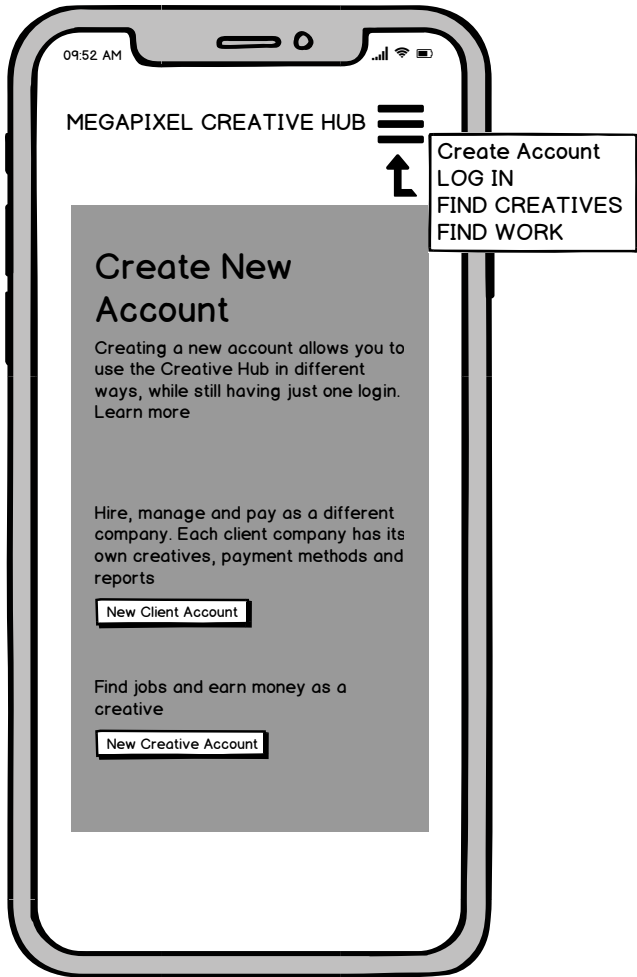 09:52 AM
MEGAPIXEL CREATIVE HUB
Create Account
LOG IN
FIND CREATIVES
FIND WORK
Create New
Account
Creating a new account allows you to
use the Creative Hub in different
ways, while still having just one login.
Learn more
Hire, manage and pay as a different
company. Each client company has its
own creatives, payment methods and
reports
New Client Account
Find jobs and earn money as a
creative
New Creative Account